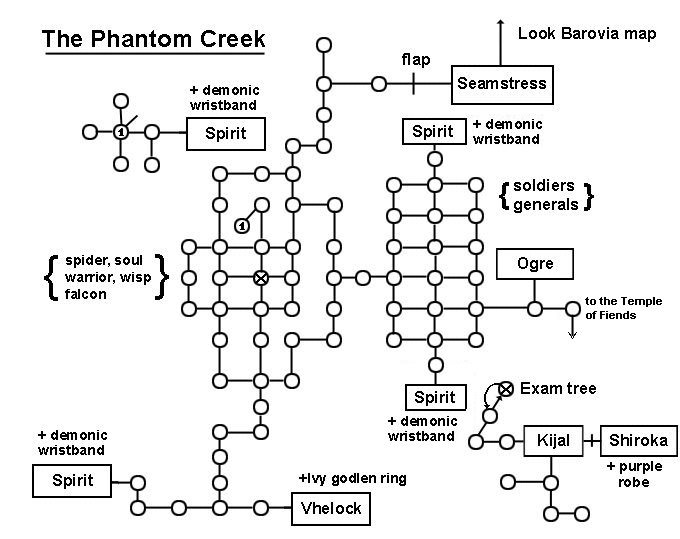 The Phantom Creek
Look Barovia map
flap
Seamstress
+ demonic
wristband
Spirit
1
Spirit
+ demonic
wristband
{ soldiers
generals }
1
{ spider, soul
warrior, wisp
falcon }
Ogre
to the Temple
of Fiends
Spirit
+ demonic
wristband
Exam tree
Kijal
Shiroka
+ purple
robe
+ demonic
wristband
Spirit
+Ivy godlen ring
Vhelock